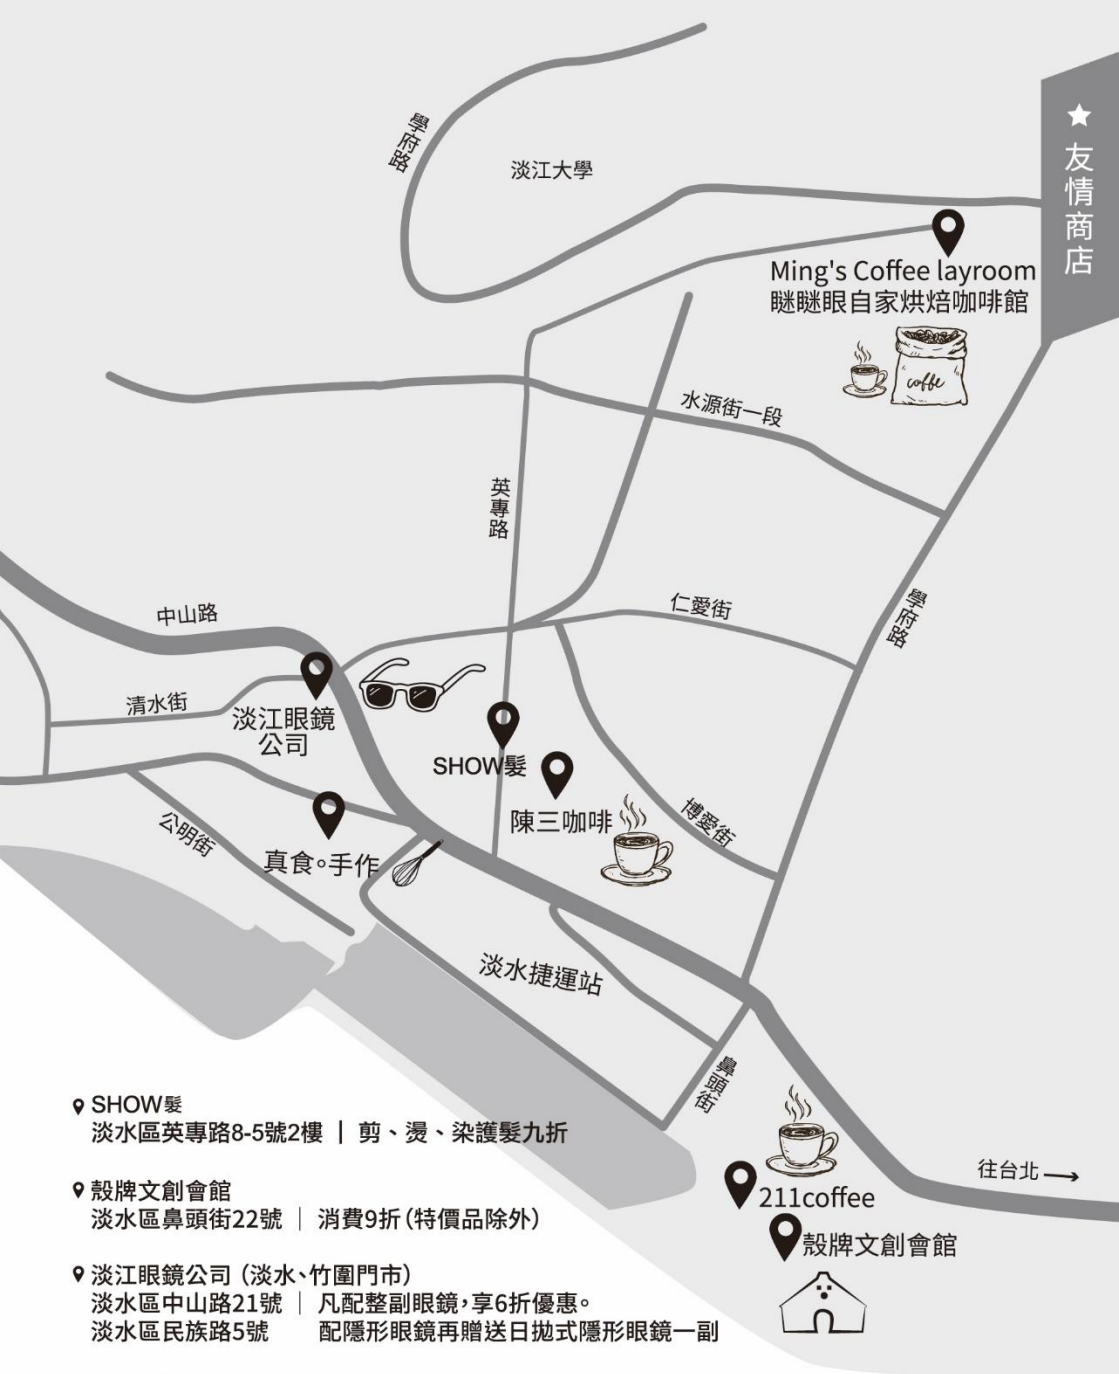 學府路
淡江大學
★友情商店
Ming's Coffee layroom
瞇瞇眼自家烘焙咖啡館
coffe
水源街一段
英專路
仁愛街
學府路
中山路
清水街
淡江眼鏡
公司
SHOW髮
陳三咖啡
博愛街
公明街
真食。手作
淡水捷運站
鼻頭街
往台北→
211coffee
殼牌文創會館
SHOW髮
淡水區英專路8-5號2樓 | 剪、燙、染護髮九折
殼牌文創會館
淡水區鼻頭街22號 | 消費9折(特價品除外)
淡江眼鏡公司(淡水、竹圍門市)
淡水區中山路21號 | 凡配整副眼鏡,享6折優惠。
淡水區民族路5號 配隱形眼鏡再贈送日拋式隱形眼鏡一副